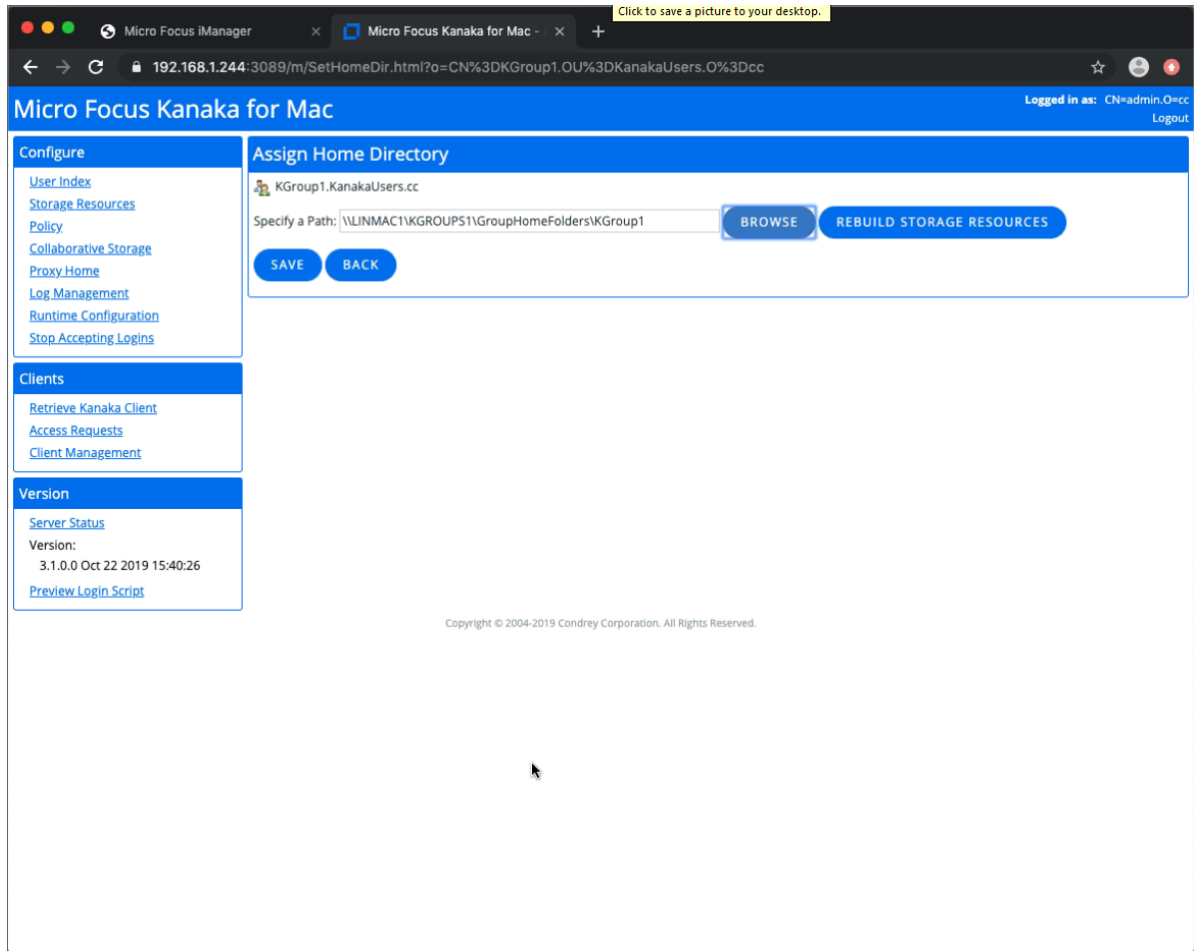 Click to save a picture to your desktop.
Micro Focus iManager
Micro Focus Kanaka for Mac -
192.168.1.244:3089/m/SetHomeDir.html?o=CN%3DKGroup1.OU%3DKanakaUsers.O%3Dcc
Micro Focus Kanaka for Mac
Logged in as: CN=admin.O=cc
Logout
Configure
User Index
Storage Resources
Policy
Collaborative Storage
Proxy Home
Log Management
Runtime Configuration
Stop Accepting Logins
Clients
Retrieve Kanaka Client
Access Requests
Client Management
Version
Server Status
Version:
3.1.0.0 Oct 22 2019 15:40:26
Preview Login Script
Assign Home Directory
KGroup1.KanakaUsers.cc
Specify a Path: \\LINMAC1\KGROUPS1\GroupHomeFolders\KGroup1 BROWSE REBUILD STORAGE RESOURCES
SAVE BACK
Copyright © 2004-2019 Condrey Corporation. All Rights Reserved.